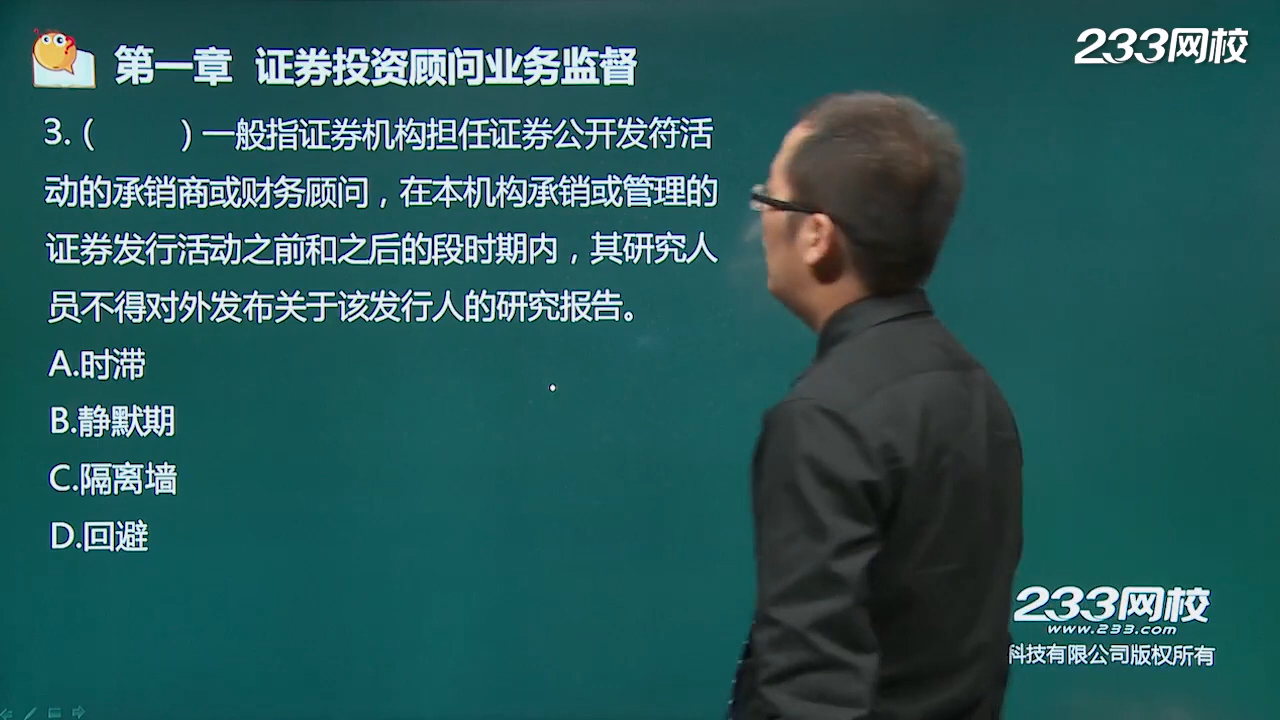 第一章 证券投资顾问业务监督
233网校
3.( )一般指证券机构担任证券公开发符活
动的承销商或财务顾问，在本机构承销或管理的
证券发行活动之前和之后的段时期内，其研究人
员不得对外发布关于该发行人的研究报告。
A.时滞
B.静默期
C.隔离墙
D.回避
233网校
www.233.com
科技有限公司版权所有